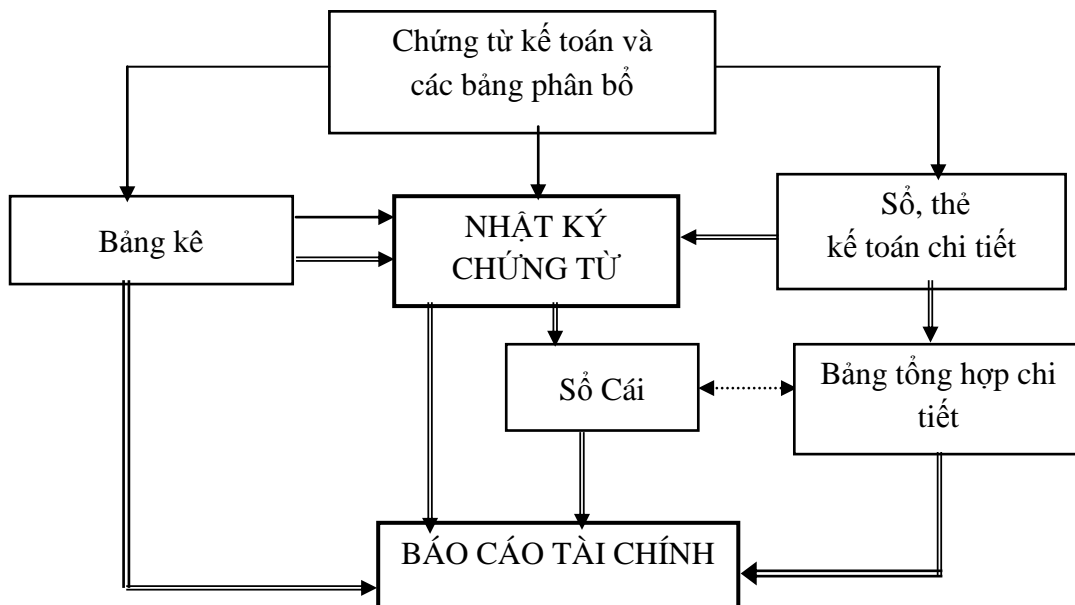 Chứng từ kế toán và
các bảng phân bổ
Bảng kê
NHẬT KÝ
CHỨNG TỪ
Sổ, thẻ
kế toán chi tiết
Sổ Cái
Bảng tổng hợp chi
tiết
BÁO CÁO TÀI CHÍNH